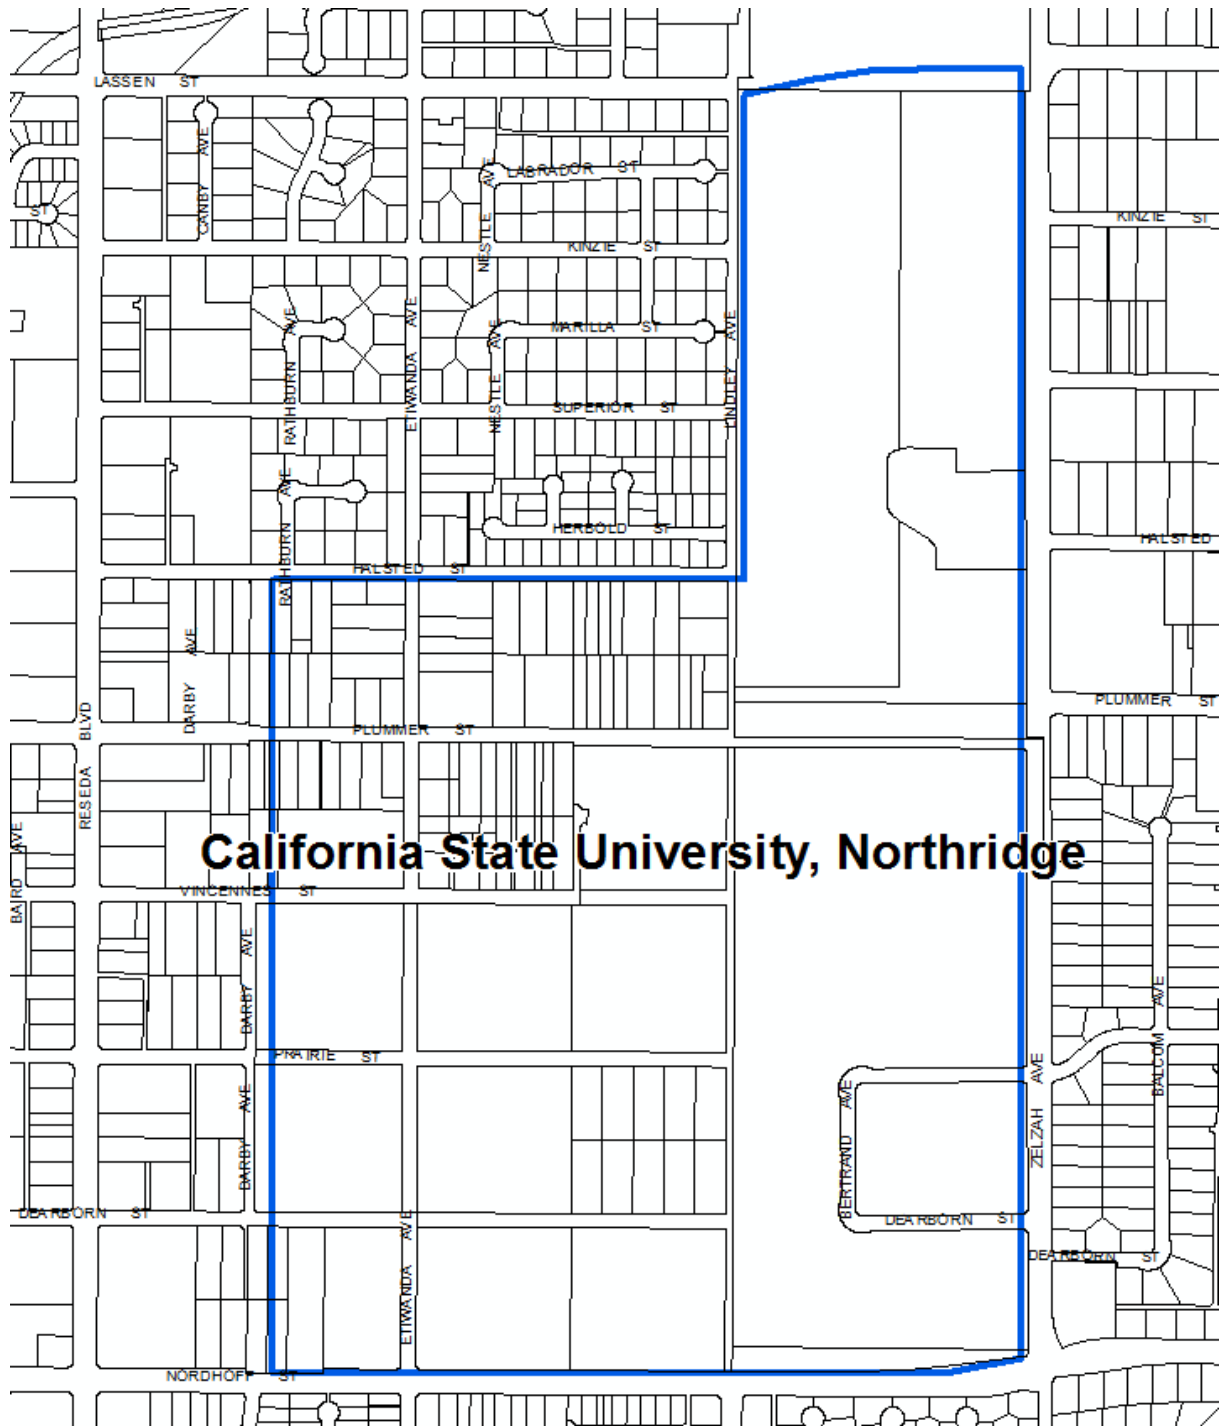 LASSEN ST
CANBY AVE
LABRADOR ST
NESTLE AVE
ST
KINZIE ST
KINZIE ST
RATHBURN AVE
ETIWANDA AVE
NESTLE AVE
MARILLA ST
LINDLEY AVE
SUPERIOR ST
RATHBURN AVE
HERBOLD ST
HALSTED
HALSTED ST
DARBY AVE
PLUMMER ST
PLUMMER ST
RESEDA BLVD
BAIRD AVE
California State University, Northridge
VINCENNES ST
DARBY AVE
BALCOM AVE
PRAIRIE ST
DARBY AVE
BERTRAND AVE
ZELZAH AVE
DEARBORN ST
DEARBORN ST
DEARBORN ST
ETIWANDA AVE
NORDHOFF ST